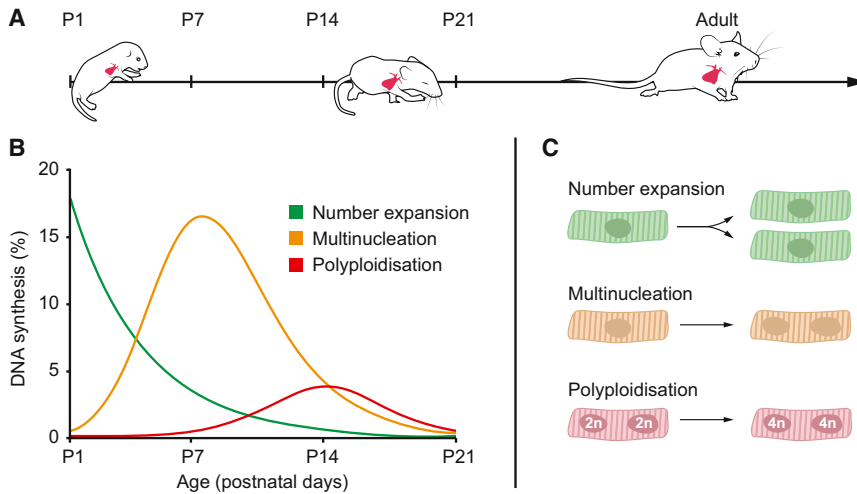 A
P1 P7 P14 P21 Adult
B
20
15
10
5
0
DNA synthesis (%)
Number expansion
Multinucleation
Polyploidisation
P1 P7 P14 P21
Age (postnatal days)
C
Number expansion
Multinucleation
Polyploidisation
2n 2n 4n 4n